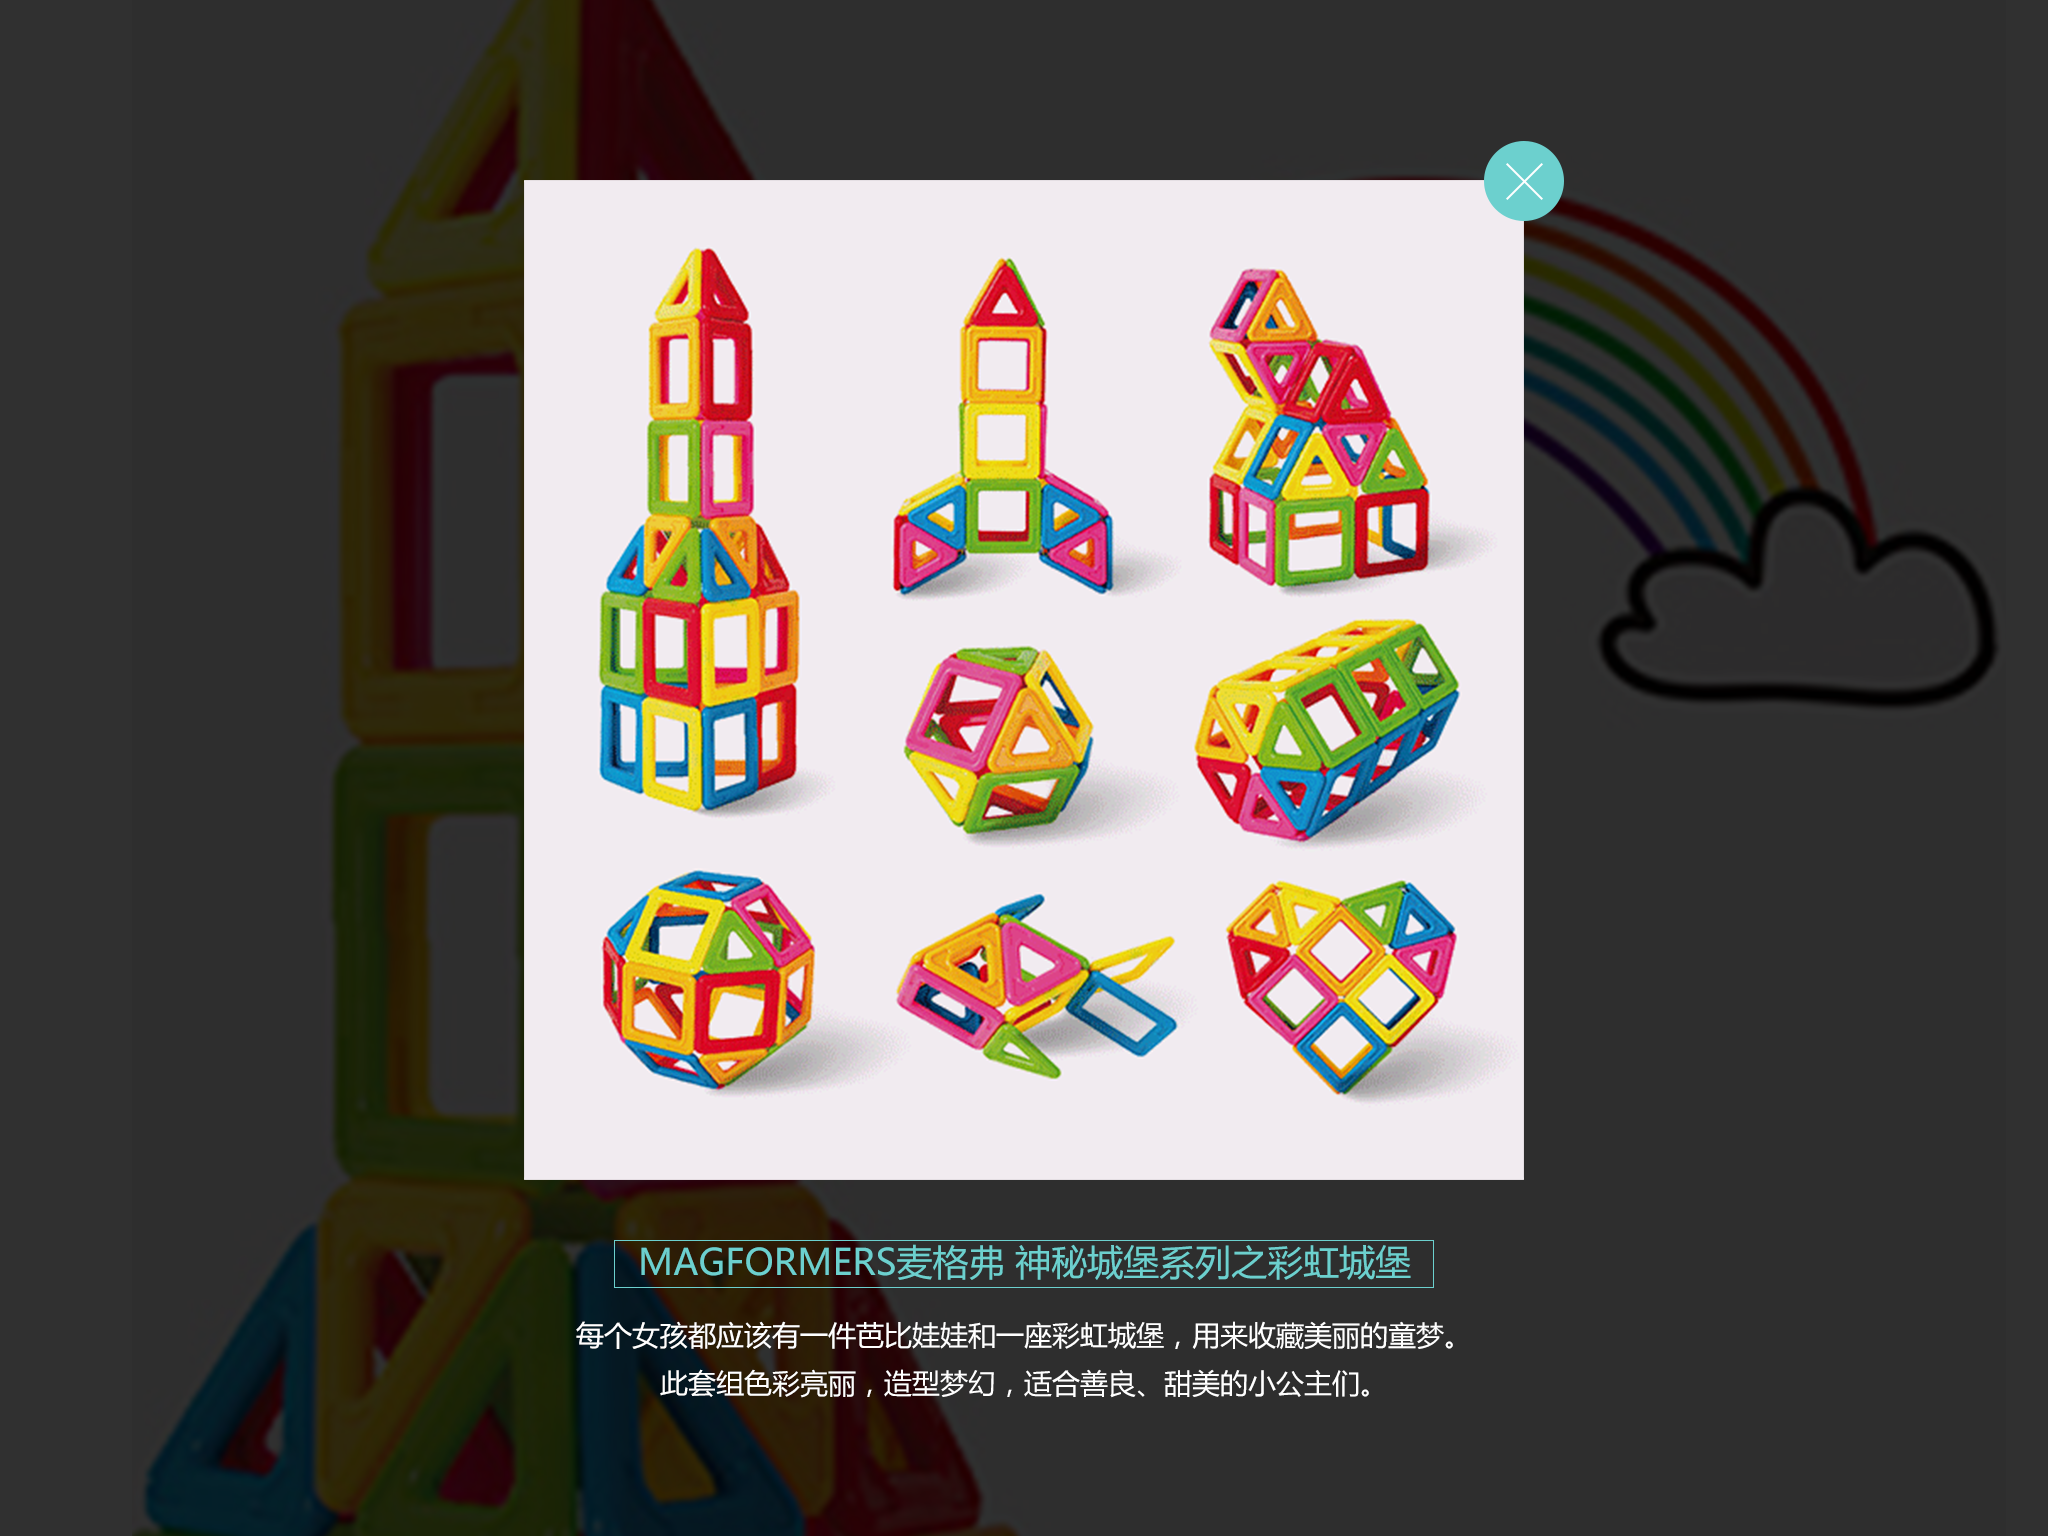 MAGFORMERS麦格弗 神秘城堡系列之彩虹城堡
每个女孩都应该有一件芭比娃娃和一座彩虹城堡，用来收藏美丽的童梦。
此套组色彩亮丽，造型梦幻，适合善良、甜美的小公主们。